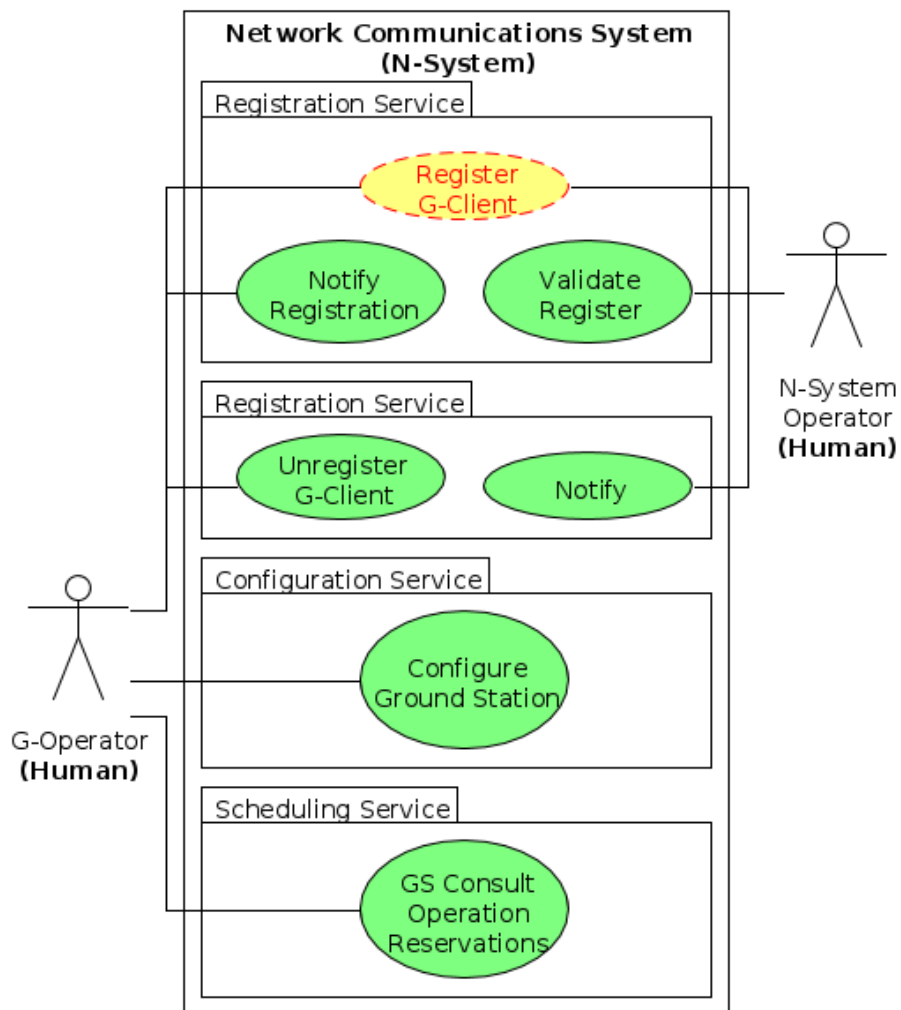 Network Communications System
(N-System)
Registration Service
Register
G-Client
Notify
Registration
Validate
Register
N-System
Operator
(Human)
Registration Service
Unregister
G-Client
Notify
Configuration Service
Configure
Ground Station
G-Operator
(Human)
Scheduling Service
GS Consult
Operation
Reservations